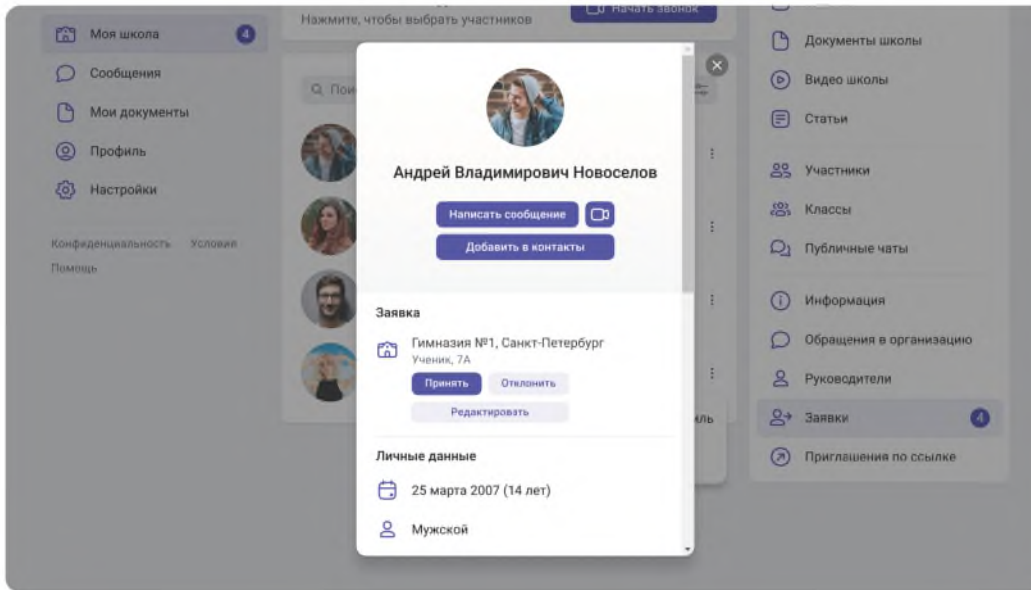 Моя школа 4
Сообщения
Мои документы
Профиль
Настройки
Конфиденциальность Условия
Помощь
Нажмите, чтобы выбрать участников
Начать звонок
Андрей Владимирович Новоселов
Написать сообщение
Добавить в контакты
Заявка
Гимназия №1, Санкт-Петербург
Ученик, 7А
Принять Отклонить
Редактировать
Личные данные
25 марта 2007 (14 лет)
Мужской
Документы школы
Видео школы
Статьи
Участники
Классы
Публичные чаты
Информация
Обращения в организацию
Руководители
Заявки 4
Приглашения по ссылке